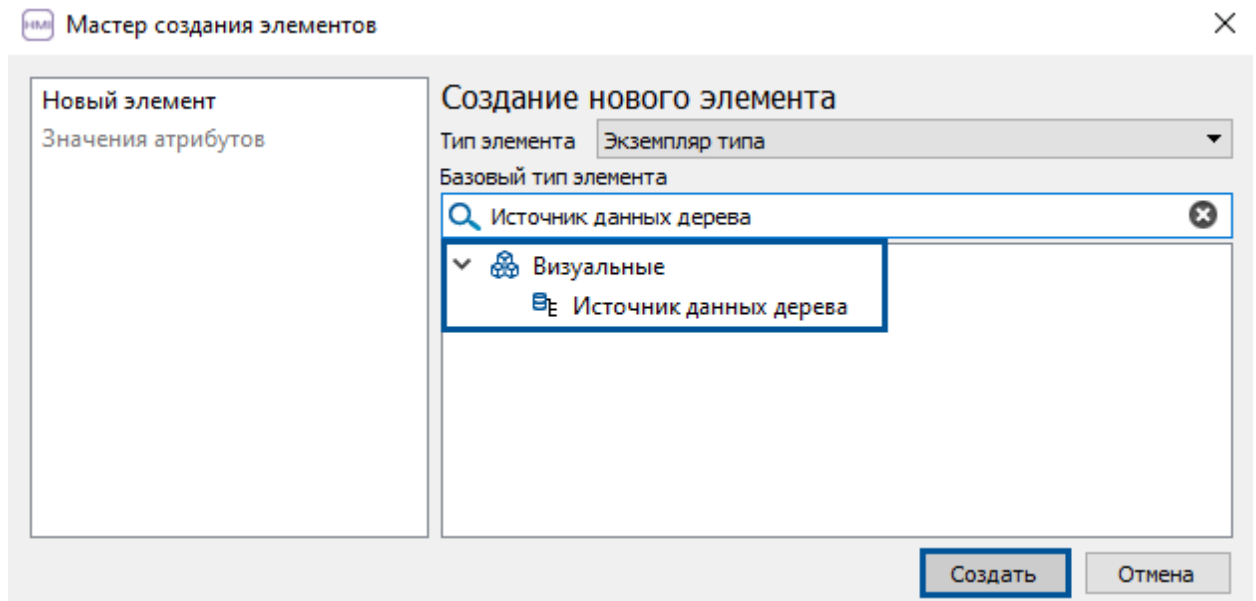 HMI Мастер создания элементов
Новый элемент
Значения атрибутов
Создание нового элемента
Тип элемента Экземпляр типа
Базовый тип элемента
Источник данных дерева
Визуальные
Источник данных дерева
Создать Отмена